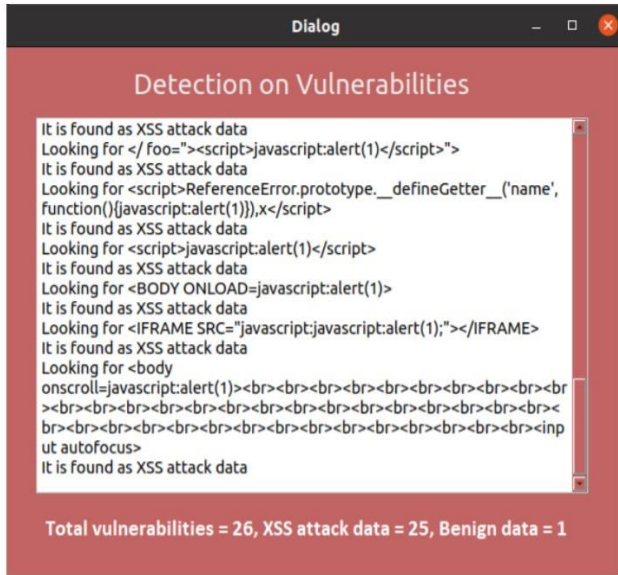 Dialog
Detection on Vulnerabilities
It is found as XSS attack data
Looking for </ foo="><script>javascript:alert(1)</script>">
It is found as XSS attack data
Looking for <script>ReferenceError.prototype.__defineGetter__('name',
function(){javascript:alert(1)}),x</script>
It is found as XSS attack data
Looking for <script>javascript:alert(1)</script>
It is found as XSS attack data
Looking for <BODY ONLOAD=javascript:alert(1)>
It is found as XSS attack data
Looking for <IFRAME SRC="javascript:javascript:alert(1);"></IFRAME>
It is found as XSS attack data
Looking for <body
onscroll=javascript:alert(1)><br><br><br><br><br><br><br><br><br><br
><br><br><br><br><br><br><br><br><br><br><br><br><br><br><br><
br><br><br><br><br><br><br><br><br><br><br><br><br><br><br><inp
ut autofocus>
It is found as XSS attack data
Total vulnerabilities = 26, XSS attack data = 25, Benign data = 1